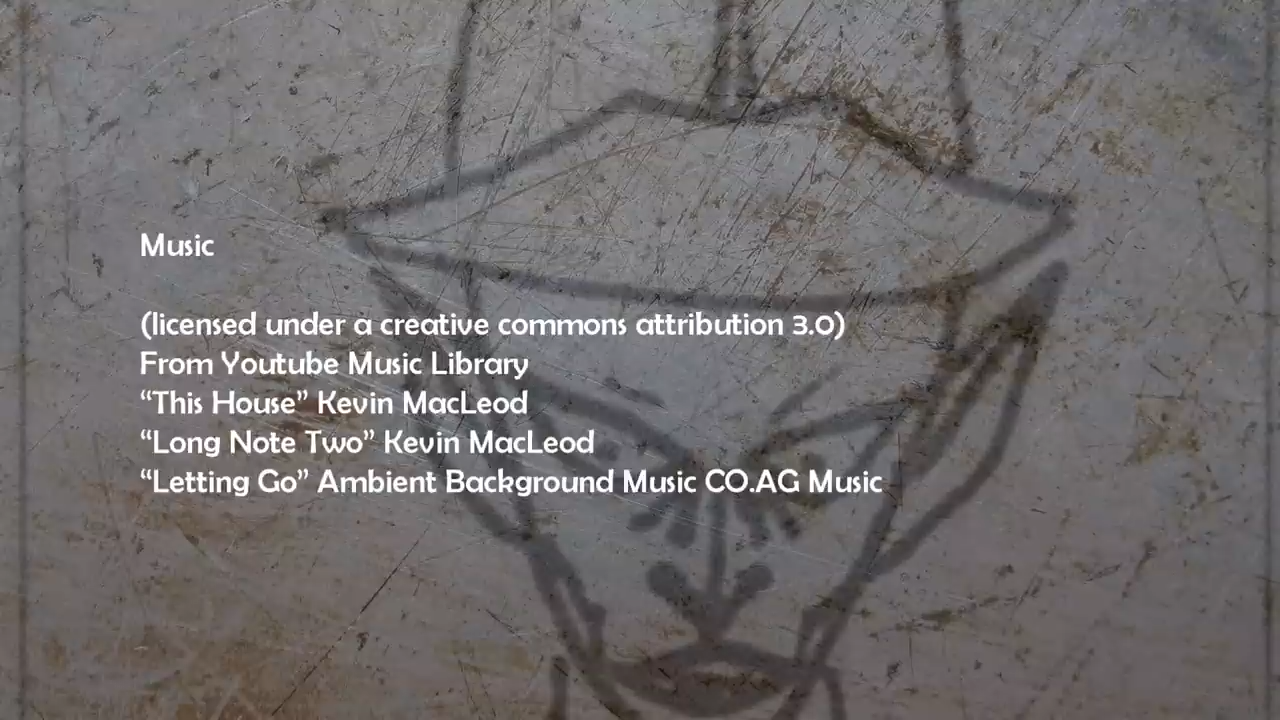 Music
(licensed under a creative commons attribution 3.0)
From Youtube Music Library
“This House” Kevin MacLeod
“Long Note Two” Kevin MacLeod
“Letting Go” Ambient Background Music CO.AG Music